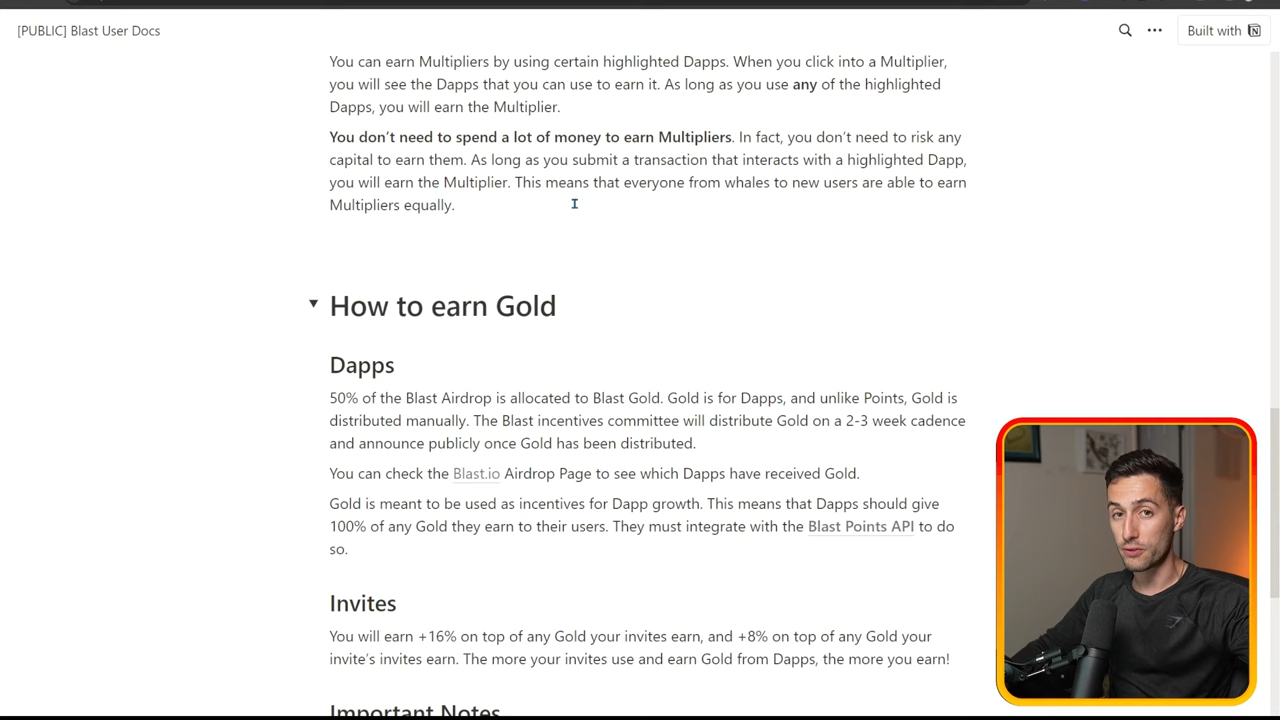 [PUBLIC] Blast User Docs
Built with
You can earn Multipliers by using certain highlighted Dapps. When you click into a Multiplier,
you will see the Dapps that you can use to earn it. As long as you use any of the highlighted
Dapps, you will earn the Multiplier.
You don’t need to spend a lot of money to earn Multipliers. In fact, you don’t need to risk any
capital to earn them. As long as you submit a transaction that interacts with a highlighted Dapp,
you will earn the Multiplier. This means that everyone from whales to new users are able to earn
Multipliers equally.
How to earn Gold
Dapps
50% of the Blast Airdrop is allocated to Blast Gold. Gold is for Dapps, and unlike Points, Gold is
distributed manually. The Blast incentives committee will distribute Gold on a 2-3 week cadence
and announce publicly once Gold has been distributed.
You can check the Blast.io Airdrop Page to see which Dapps have received Gold.
Gold is meant to be used as incentives for Dapp growth. This means that Dapps should give
100% of any Gold they earn to their users. They must integrate with the Blast Points API to do
so.
Invites
You will earn +16% on top of any Gold your invites earn, and +8% on top of any Gold your
invite’s invites earn. The more your invites use and earn Gold from Dapps, the more you earn!
Important Notes